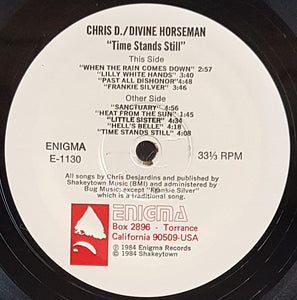 CHRIS D./DIVINE HORSEMAN
"Time Stands Still"
This Side
"WHEN THE RAIN COMES DOWN" 2:57
"LILLY WHITE HANDS" 3:30
"PAST ALL DISHONOR" 3:48
"FRANKIE SILVER" 3:46
Other Side
"SANCTUARY" 4:56
"HEAT FROM THE SUN" 3:05
"LITTLE SISTER" 4:34
"HELL'S BELLE" 4:18
"TIME STANDS STILL" 4:08
ENIGMA
E-1130
33⅓ RPM
All songs by Chris Desjardins and published by
Shakeytown Music (BMI) and administered by
Bug Music; except "Frankie Silver" which
is a traditional song.
ENIGMA
Box 2896 - Torrance
California 90509-USA
℗ 1984 Enigma Records
© 1984 Shakeytown